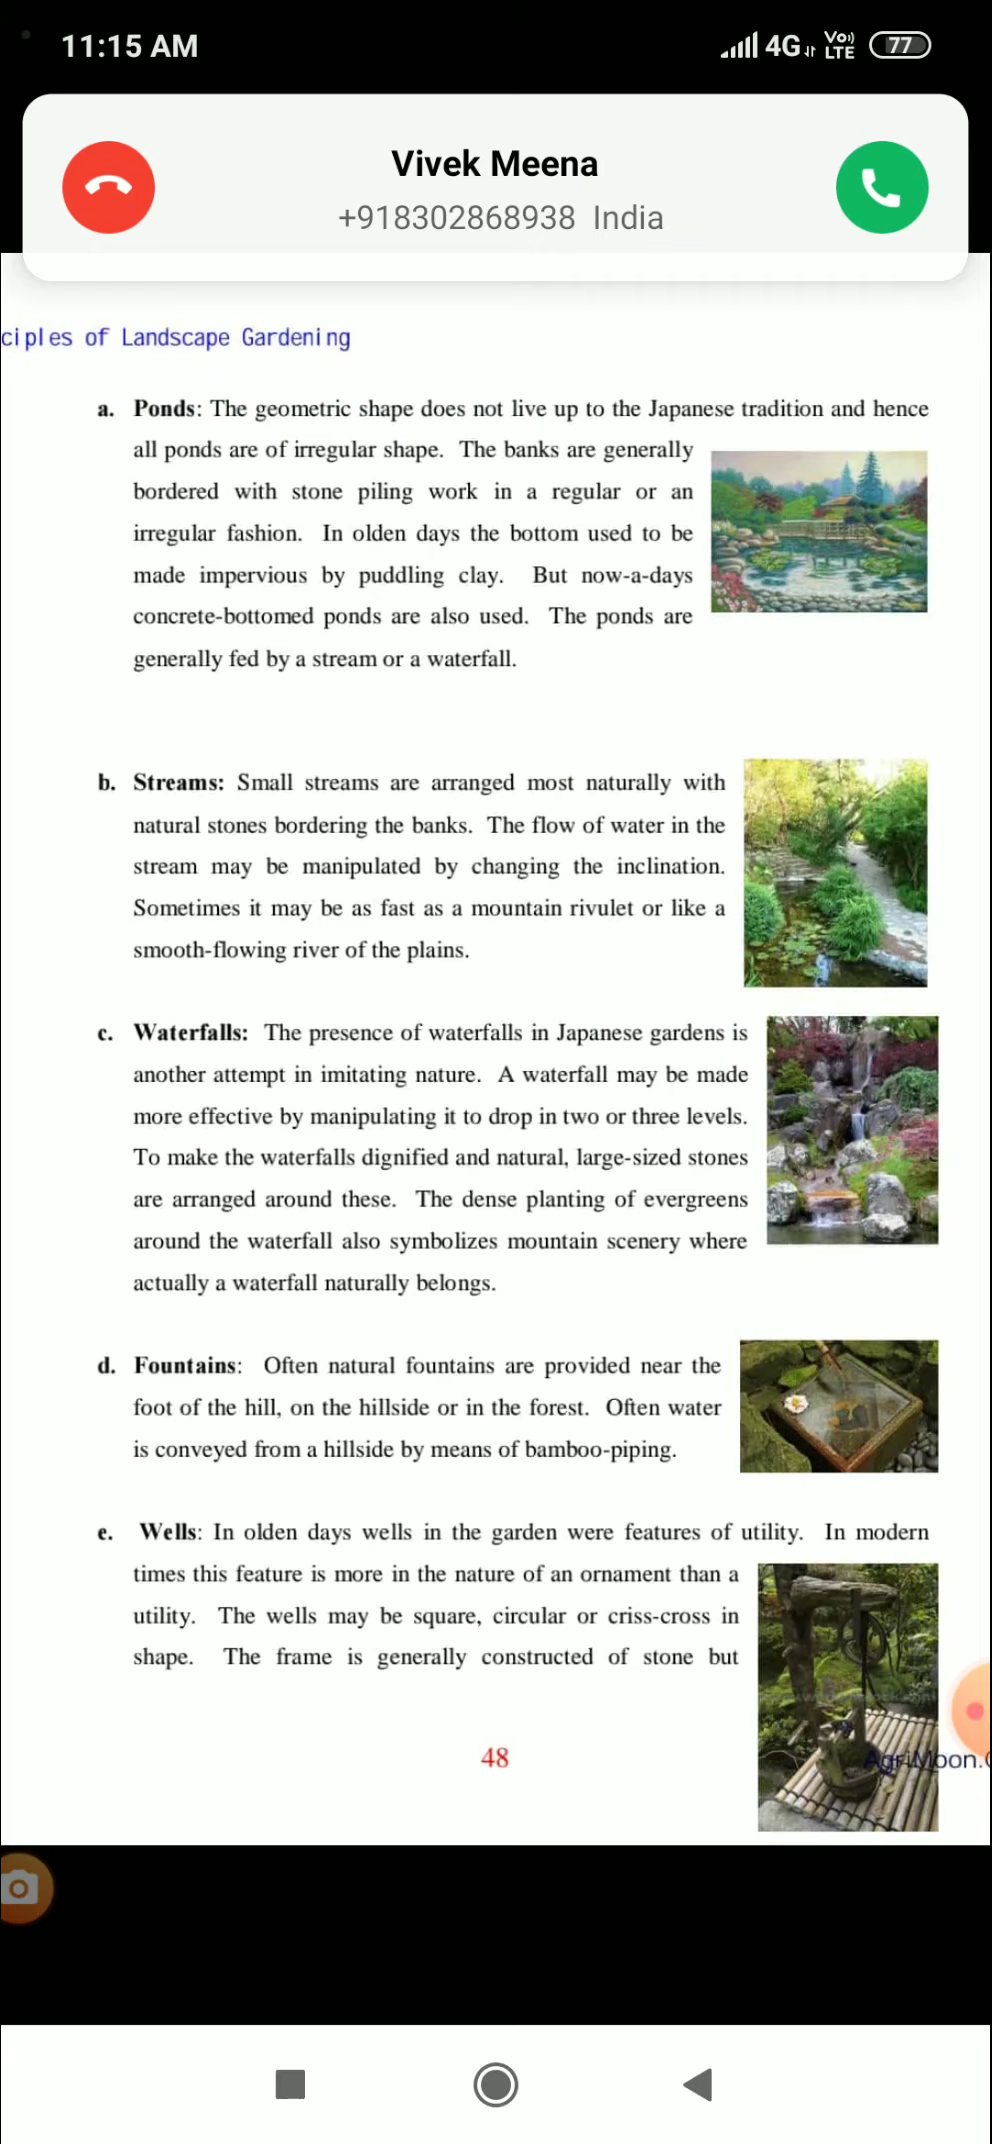 11:15 AM
4G Vo) LTE 77
Vivek Meena
+918302868938 India
ciples of Landscape Gardening
a. Ponds: The geometric shape does not live up to the Japanese tradition and hence
all ponds are of irregular shape. The banks are generally
bordered with stone piling work in a regular or an
irregular fashion. In olden days the bottom used to be
made impervious by puddling clay. But now-a-days
concrete-bottomed ponds are also used. The ponds are
generally fed by a stream or a waterfall.
b. Streams: Small streams are arranged most naturally with
natural stones bordering the banks. The flow of water in the
stream may be manipulated by changing the inclination.
Sometimes it may be as fast as a mountain rivulet or like a
smooth-flowing river of the plains.
c. Waterfalls: The presence of waterfalls in Japanese gardens is
another attempt in imitating nature. A waterfall may be made
more effective by manipulating it to drop in two or three levels.
To make the waterfalls dignified and natural, large-sized stones
are arranged around these. The dense planting of evergreens
around the waterfall also symbolizes mountain scenery where
actually a waterfall naturally belongs.
d. Fountains: Often natural fountains are provided near the
foot of the hill, on the hillside or in the forest. Often water
is conveyed from a hillside by means of bamboo-piping.
e. Wells: In olden days wells in the garden were features of utility. In modern
times this feature is more in the nature of an ornament than a
utility. The wells may be square, circular or criss-cross in
shape. The frame is generally constructed of stone but
48
AgriMoon.